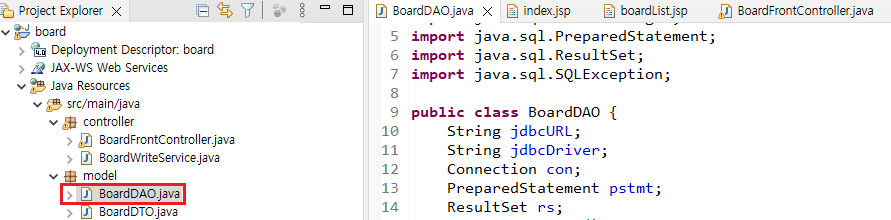 Project Explorer
board
Deployment Descriptor: board
JAX-WS Web Services
Java Resources
src/main/java
controller
BoardFrontController.java
BoardWriteService.java
model
BoardDAO.java
BoardDTO.java
BoardDAO.java
index.jsp
boardList.jsp
BoardFrontController.java
5 import java.sql.PreparedStatement;
6 import java.sql.ResultSet;
7 import java.sql.SQLException;
8
9 public class BoardDAO {
10 String jdbcURL;
11 String jdbcDriver;
12 Connection con;
13 PreparedStatement pstmt;
14 ResultSet rs;